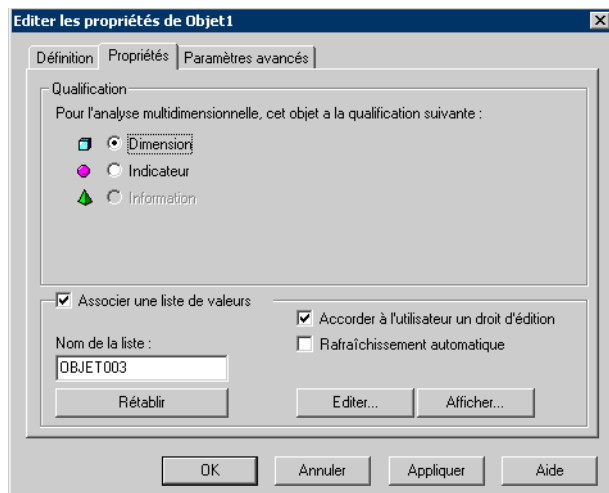 Editer les propriétés de Objet1
Définition
Propriétés
Paramètres avancés
Qualification
Pour l'analyse multidimensionnelle, cet objet a la qualification suivante :
Dimension
Indicateur
Information
Associer une liste de valeurs
Accorder à l'utilisateur un droit d'édition
Nom de la liste :
Rafraîchissement automatique
OBJET003
Rétablir
Editer...
Afficher...
OK
Annuler
Appliquer
Aide